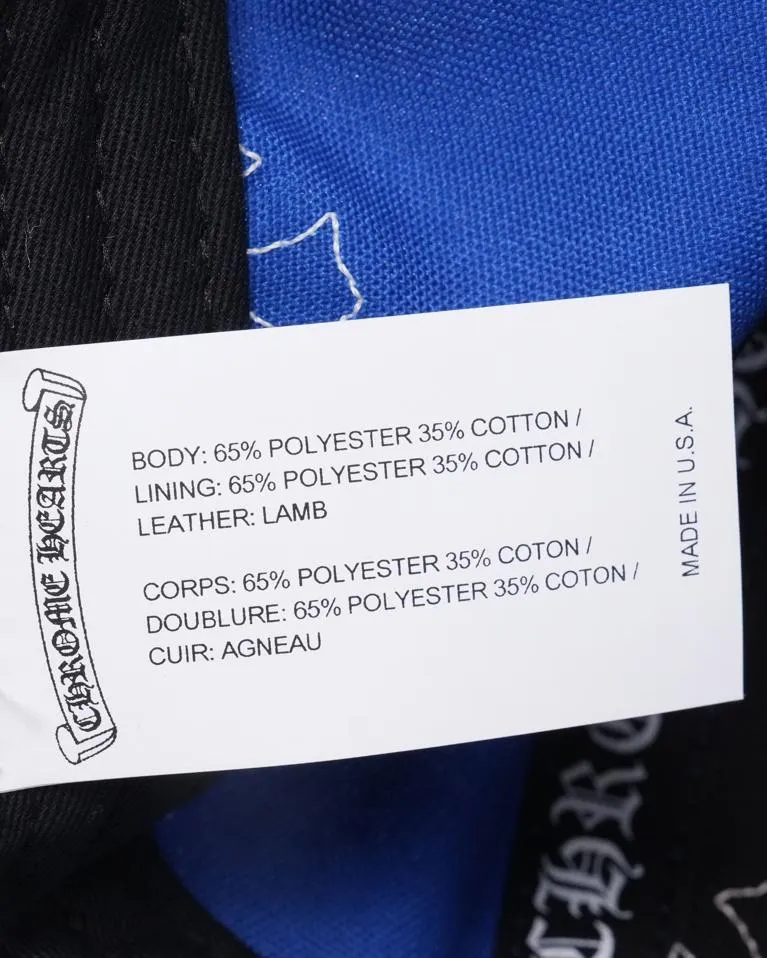 CHROME HEARTS
BODY: 65% POLYESTER 35% COTTON /
LINING: 65% POLYESTER 35% COTTON /
LEATHER: LAMB
CORPS: 65% POLYESTER 35% COTON /
DOUBLURE: 65% POLYESTER 35% COTON /
CUIR: AGNEAU
MADE IN U.S.A.
CHRO